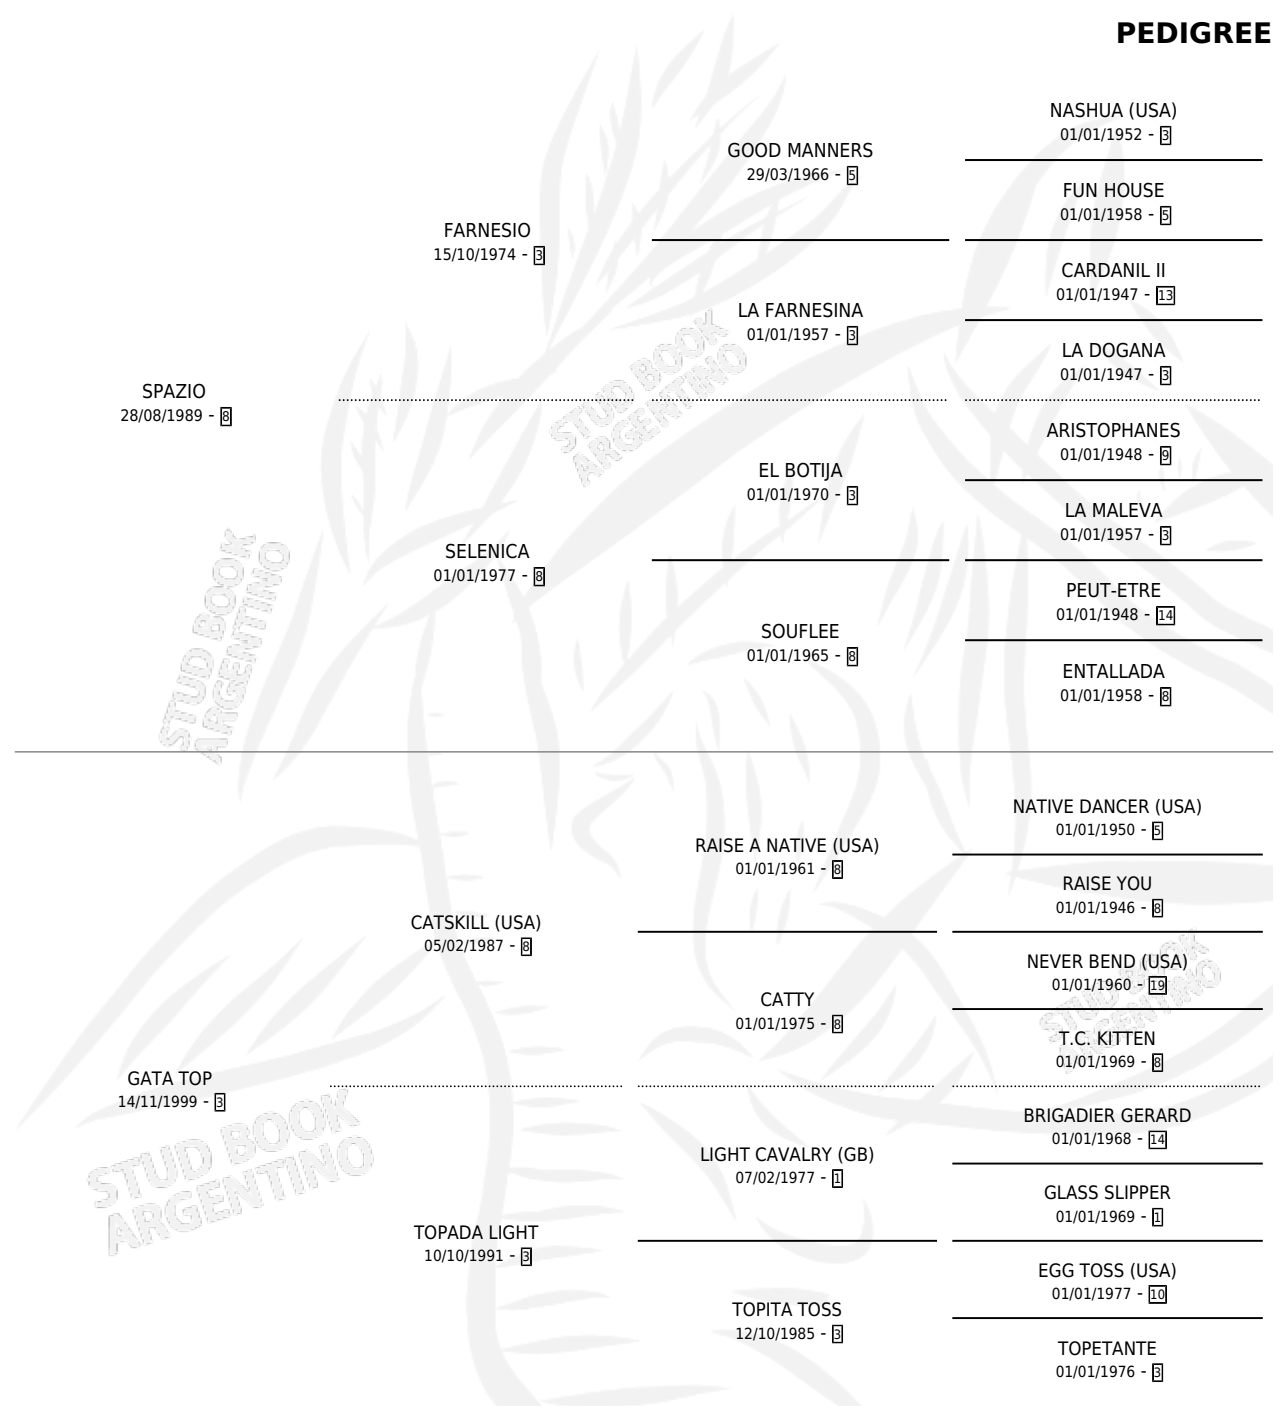 PEDIGREE
NASHUA (USA)
01/01/1952 - 3
GOOD MANNERS
29/03/1966 - 5
FUN HOUSE
01/01/1958 - 5
FARNESIO
15/10/1974 - 3
CARDANIL II
01/01/1947 - 13
LA FARNESINA
01/01/1957 - 3
LA DOGANA
01/01/1947 - 3
SPAZIO
28/08/1989 - 8
STUD BOOK
ARGENTINO
ARISTOPHANES
01/01/1948 - 9
EL BOTIJA
01/01/1970 - 3
LA MALEVA
01/01/1957 - 3
SELENICA
01/01/1977 - 8
STUD BOOK
ARGENTINO
PEUT-ETRE
01/01/1948 - 14
SOUFLEE
01/01/1965 - 8
ENTALLADA
01/01/1958 - 8
NATIVE DANCER (USA)
01/01/1950 - 5
RAISE A NATIVE (USA)
01/01/1961 - 8
RAISE YOU
01/01/1946 - 8
CATSKILL (USA)
05/02/1987 - 8
NEVER BEND (USA)
01/01/1960 - 19
STUD BOOK
ARGENTINO
CATTY
01/01/1975 - 8
T.C. KITTEN
01/01/1969 - 8
GATA TOP
14/11/1999 - 3
STUD BOOK
ARGENTINO
BRIGADIER GERARD
01/01/1968 - 14
LIGHT CAVALRY (GB)
07/02/1977 - 1
GLASS SLIPPER
01/01/1969 - 1
TOPADA LIGHT
10/10/1991 - 3
EGG TOSS (USA)
01/01/1977 - 10
TOPITA TOSS
12/10/1985 - 3
TOPETANTE
01/01/1976 - 3